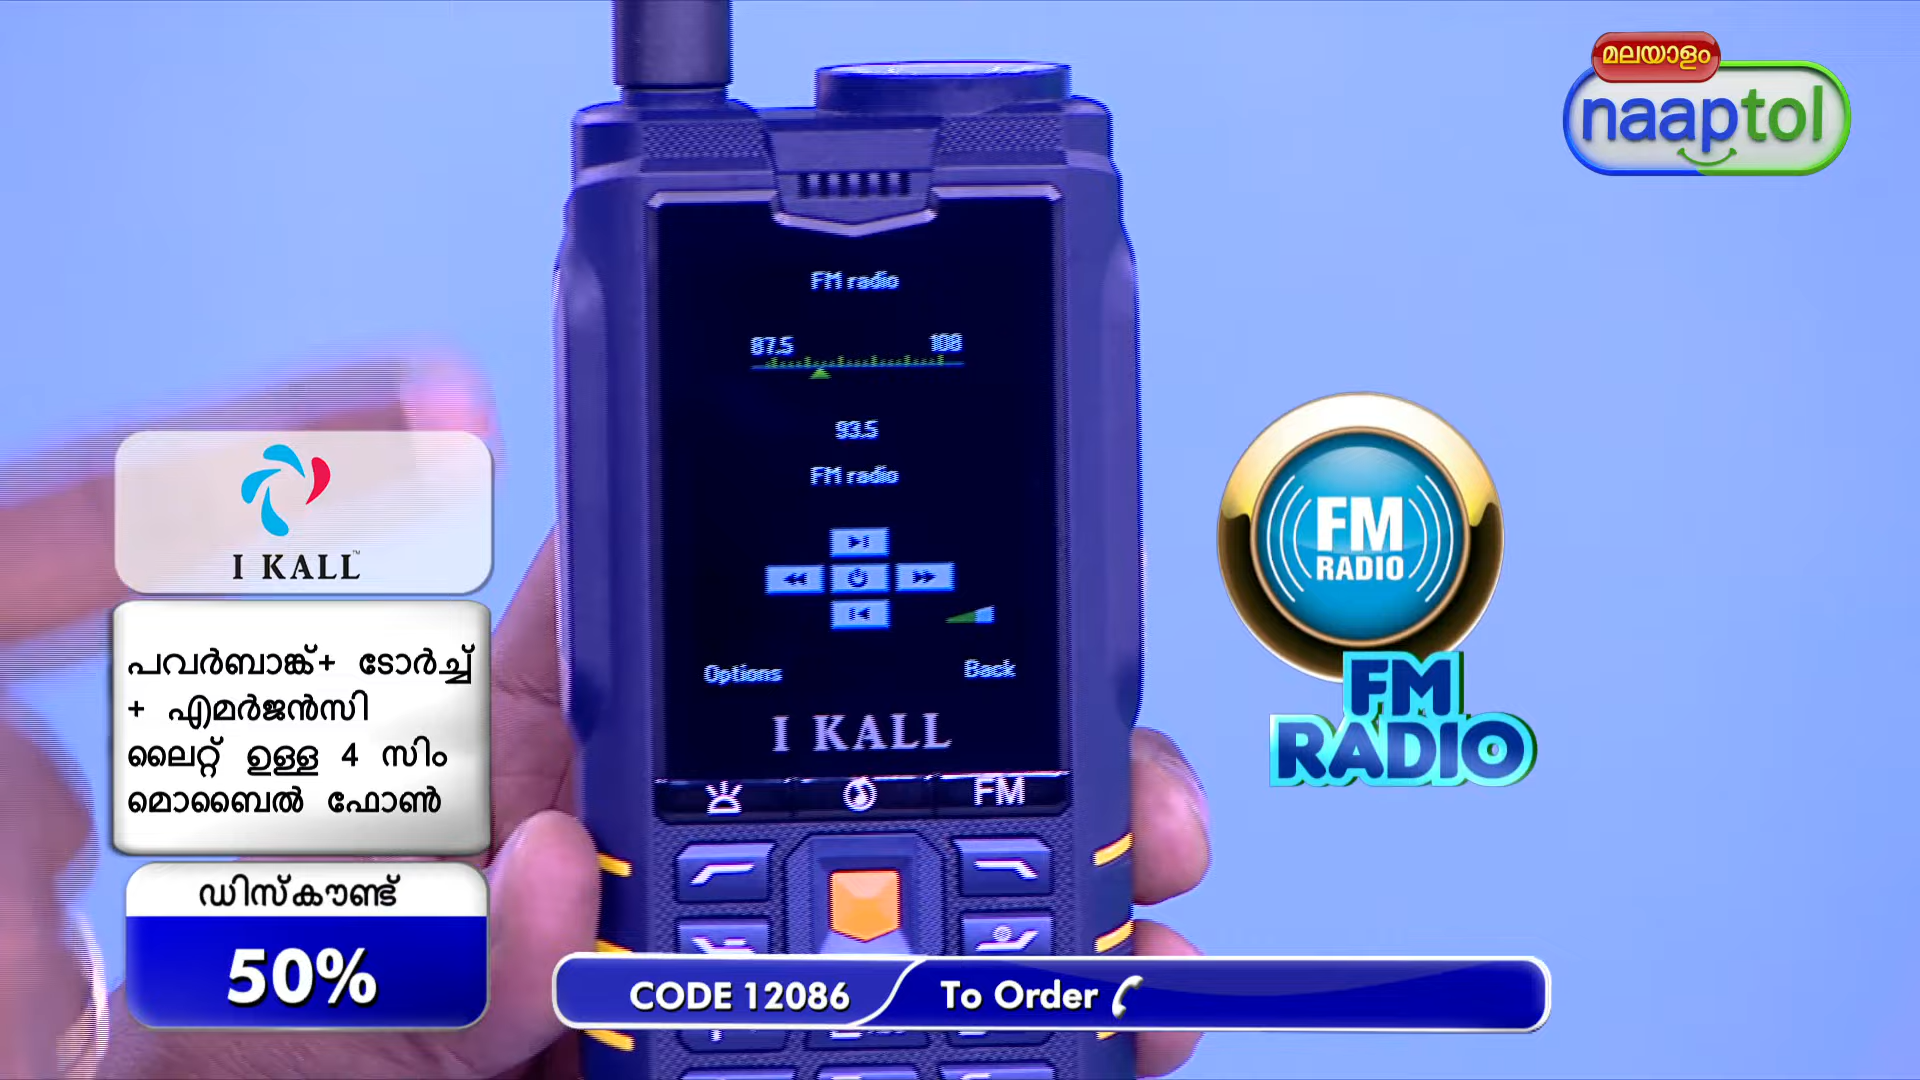 മലയാളം
naaptol
FM radio
87.5 108
93.5
FM radio
Options Back
I KALL
FM
I KALL™
പവർബാങ്ക്+ ടോർച്ച്
+ എമർജൻസി
ലൈറ്റ് ഉള്ള 4 സിം
മൊബൈൽ ഫോൺ
ഡിസ്കൗണ്ട്
50%
FM
RADIO
FM
RADIO
CODE 12086 To Order